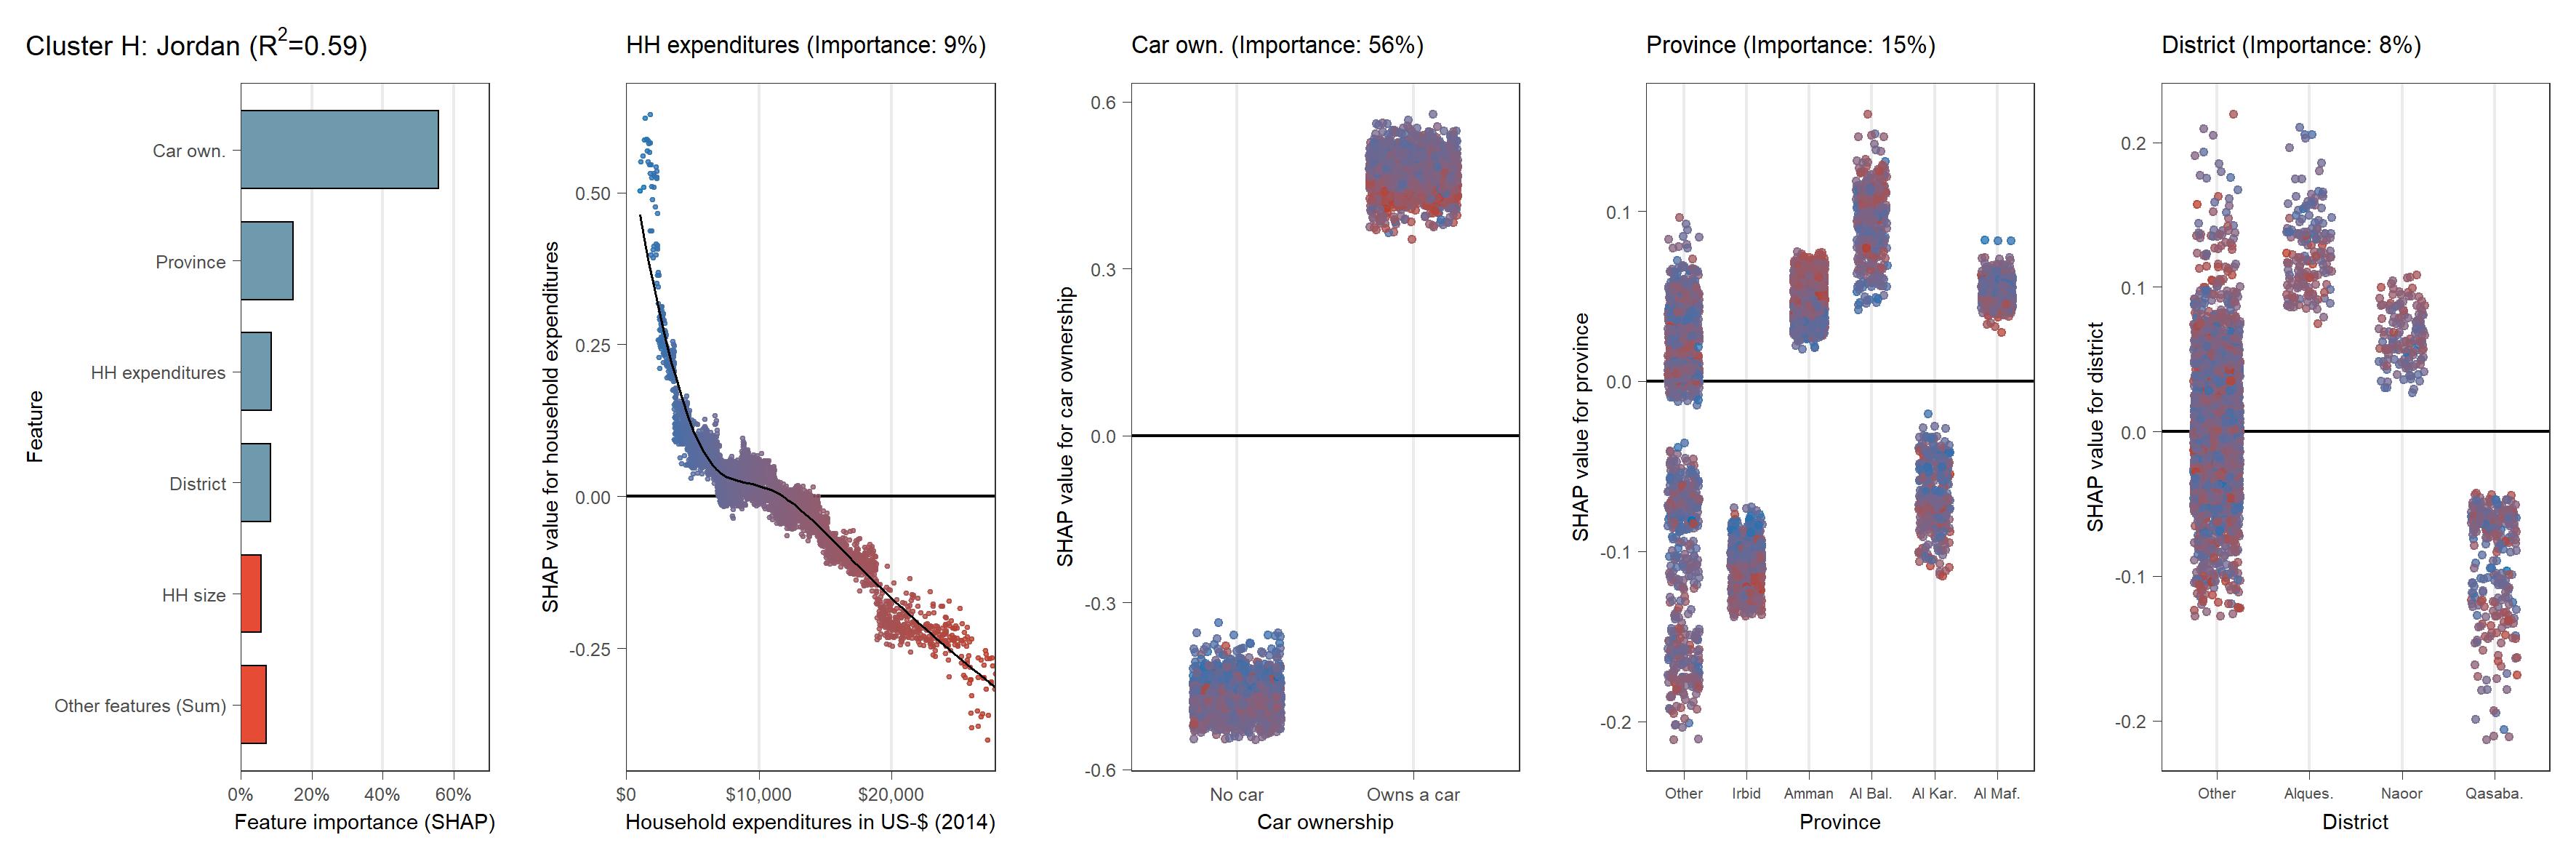 Cluster H: Jordan (R²=0.59)
Feature
Car own.
Province
HH expenditures
District
HH size
Other features (Sum)
0%
20%
40%
60%
Feature importance (SHAP)
HH expenditures (Importance: 9%)
SHAP value for household expenditures
0.50
0.25
0.00
-0.25
$0
$10,000
$20,000
Household expenditures in US-$ (2014)
Car own. (Importance: 56%)
SHAP value for car ownership
0.6
0.3
0.0
-0.3
-0.6
No car
Owns a car
Car ownership
Province (Importance: 15%)
SHAP value for province
0.1
0.0
-0.1
-0.2
Other
Irbid
Amman
Al Bal.
Al Kar.
Al Maf.
Province
District (Importance: 8%)
SHAP value for district
0.2
0.1
0.0
-0.1
-0.2
Other
Alques.
Naoor
Qasaba.
District